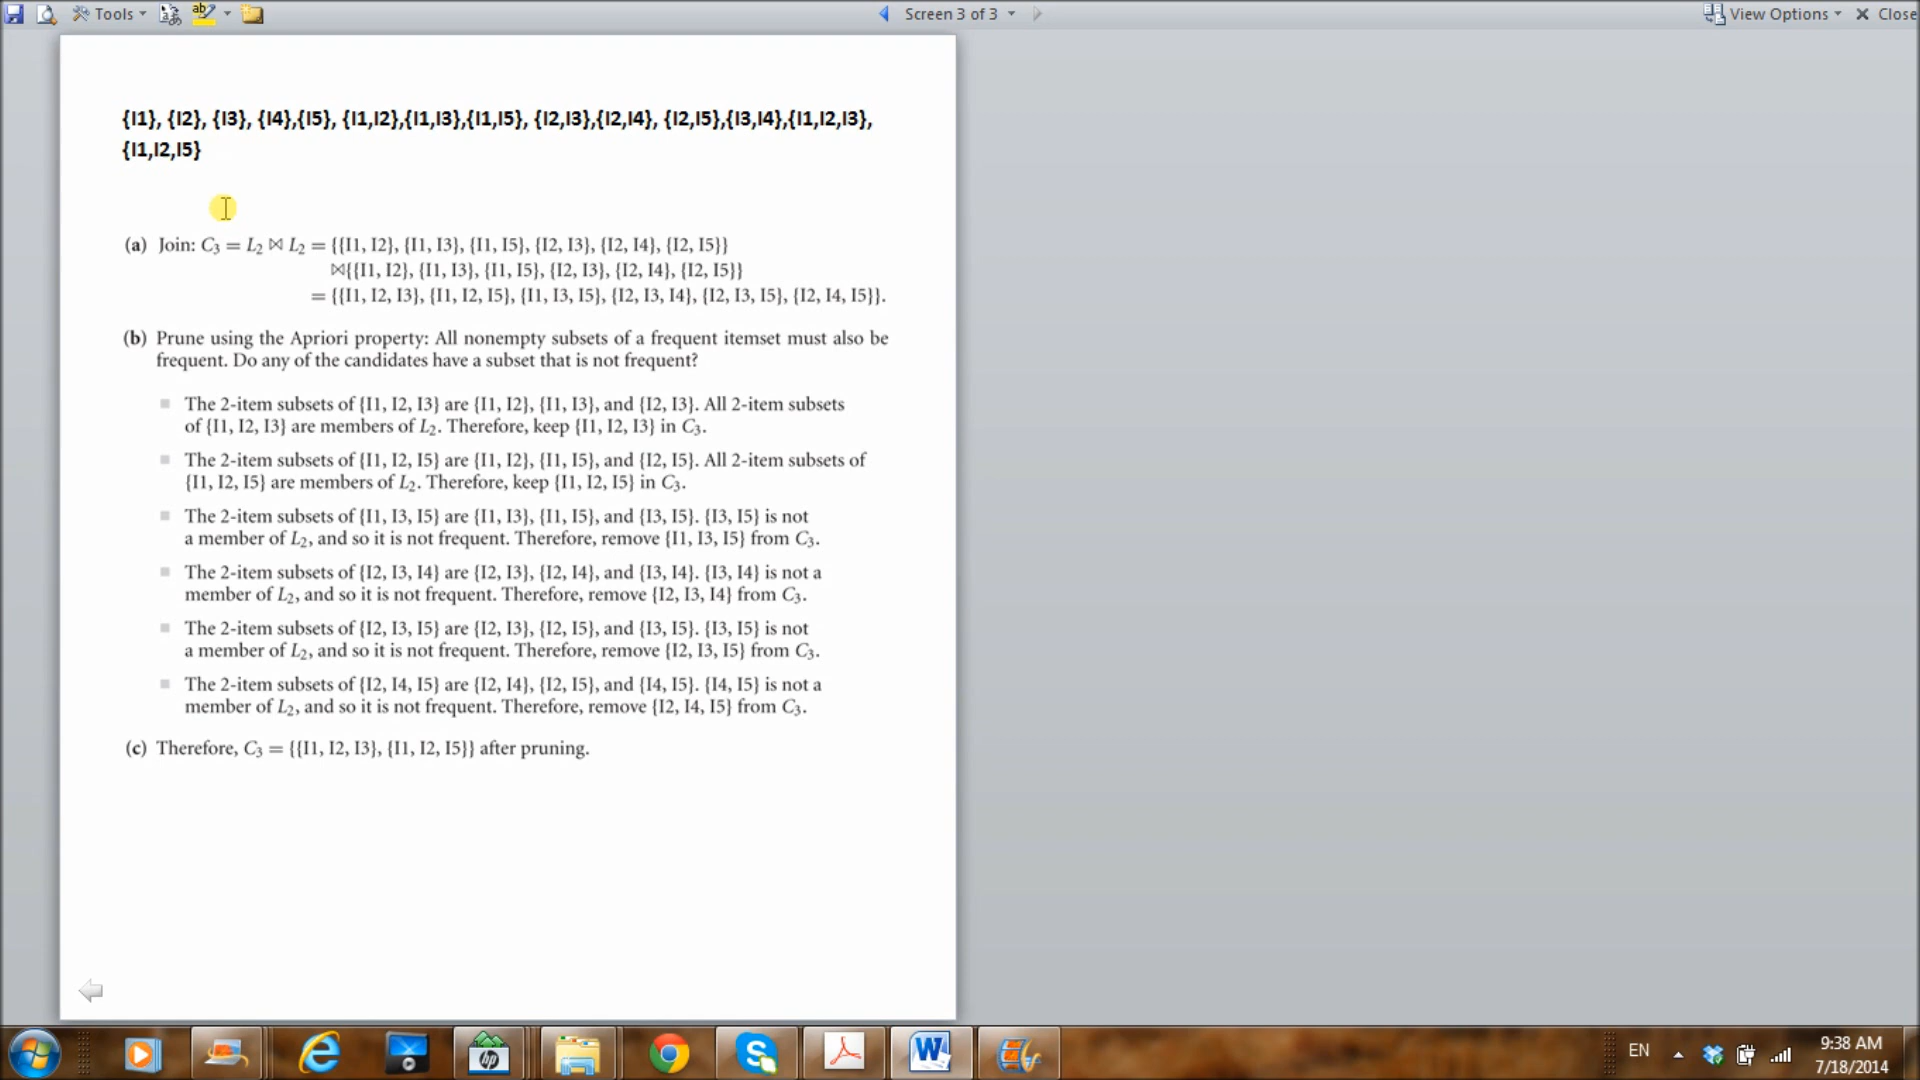 Tools
Screen 3 of 3
View Options
Close
{I1}, {I2}, {I3}, {I4},{I5}, {I1,I2},{I1,I3},{I1,I5}, {I2,I3},{I2,I4}, {I2,I5},{I3,I4},{I1,I2,I3},
{I1,I2,I5}
(a) Join: C₃ = L₂ ⋈ L₂ = {{I1, I2}, {I1, I3}, {I1, I5}, {I2, I3}, {I2, I4}, {I2, I5}}
⋈{{I1, I2}, {I1, I3}, {I1, I5}, {I2, I3}, {I2, I4}, {I2, I5}}
= {{I1, I2, I3}, {I1, I2, I5}, {I1, I3, I5}, {I2, I3, I4}, {I2, I3, I5}, {I2, I4, I5}}.
(b) Prune using the Apriori property: All nonempty subsets of a frequent itemset must also be
frequent. Do any of the candidates have a subset that is not frequent?
The 2-item subsets of {I1, I2, I3} are {I1, I2}, {I1, I3}, and {I2, I3}. All 2-item subsets
of {I1, I2, I3} are members of L₂. Therefore, keep {I1, I2, I3} in C₃.
The 2-item subsets of {I1, I2, I5} are {I1, I2}, {I1, I5}, and {I2, I5}. All 2-item subsets of
{I1, I2, I5} are members of L₂. Therefore, keep {I1, I2, I5} in C₃.
The 2-item subsets of {I1, I3, I5} are {I1, I3}, {I1, I5}, and {I3, I5}. {I3, I5} is not
a member of L₂, and so it is not frequent. Therefore, remove {I1, I3, I5} from C₃.
The 2-item subsets of {I2, I3, I4} are {I2, I3}, {I2, I4}, and {I3, I4}. {I3, I4} is not a
member of L₂, and so it is not frequent. Therefore, remove {I2, I3, I4} from C₃.
The 2-item subsets of {I2, I3, I5} are {I2, I3}, {I2, I5}, and {I3, I5}. {I3, I5} is not
a member of L₂, and so it is not frequent. Therefore, remove {I2, I3, I5} from C₃.
The 2-item subsets of {I2, I4, I5} are {I2, I4}, {I2, I5}, and {I4, I5}. {I4, I5} is not a
member of L₂, and so it is not frequent. Therefore, remove {I2, I4, I5} from C₃.
(c) Therefore, C₃ = {{I1, I2, I3}, {I1, I2, I5}} after pruning.
hp
EN
9:38 AM
7/18/2014